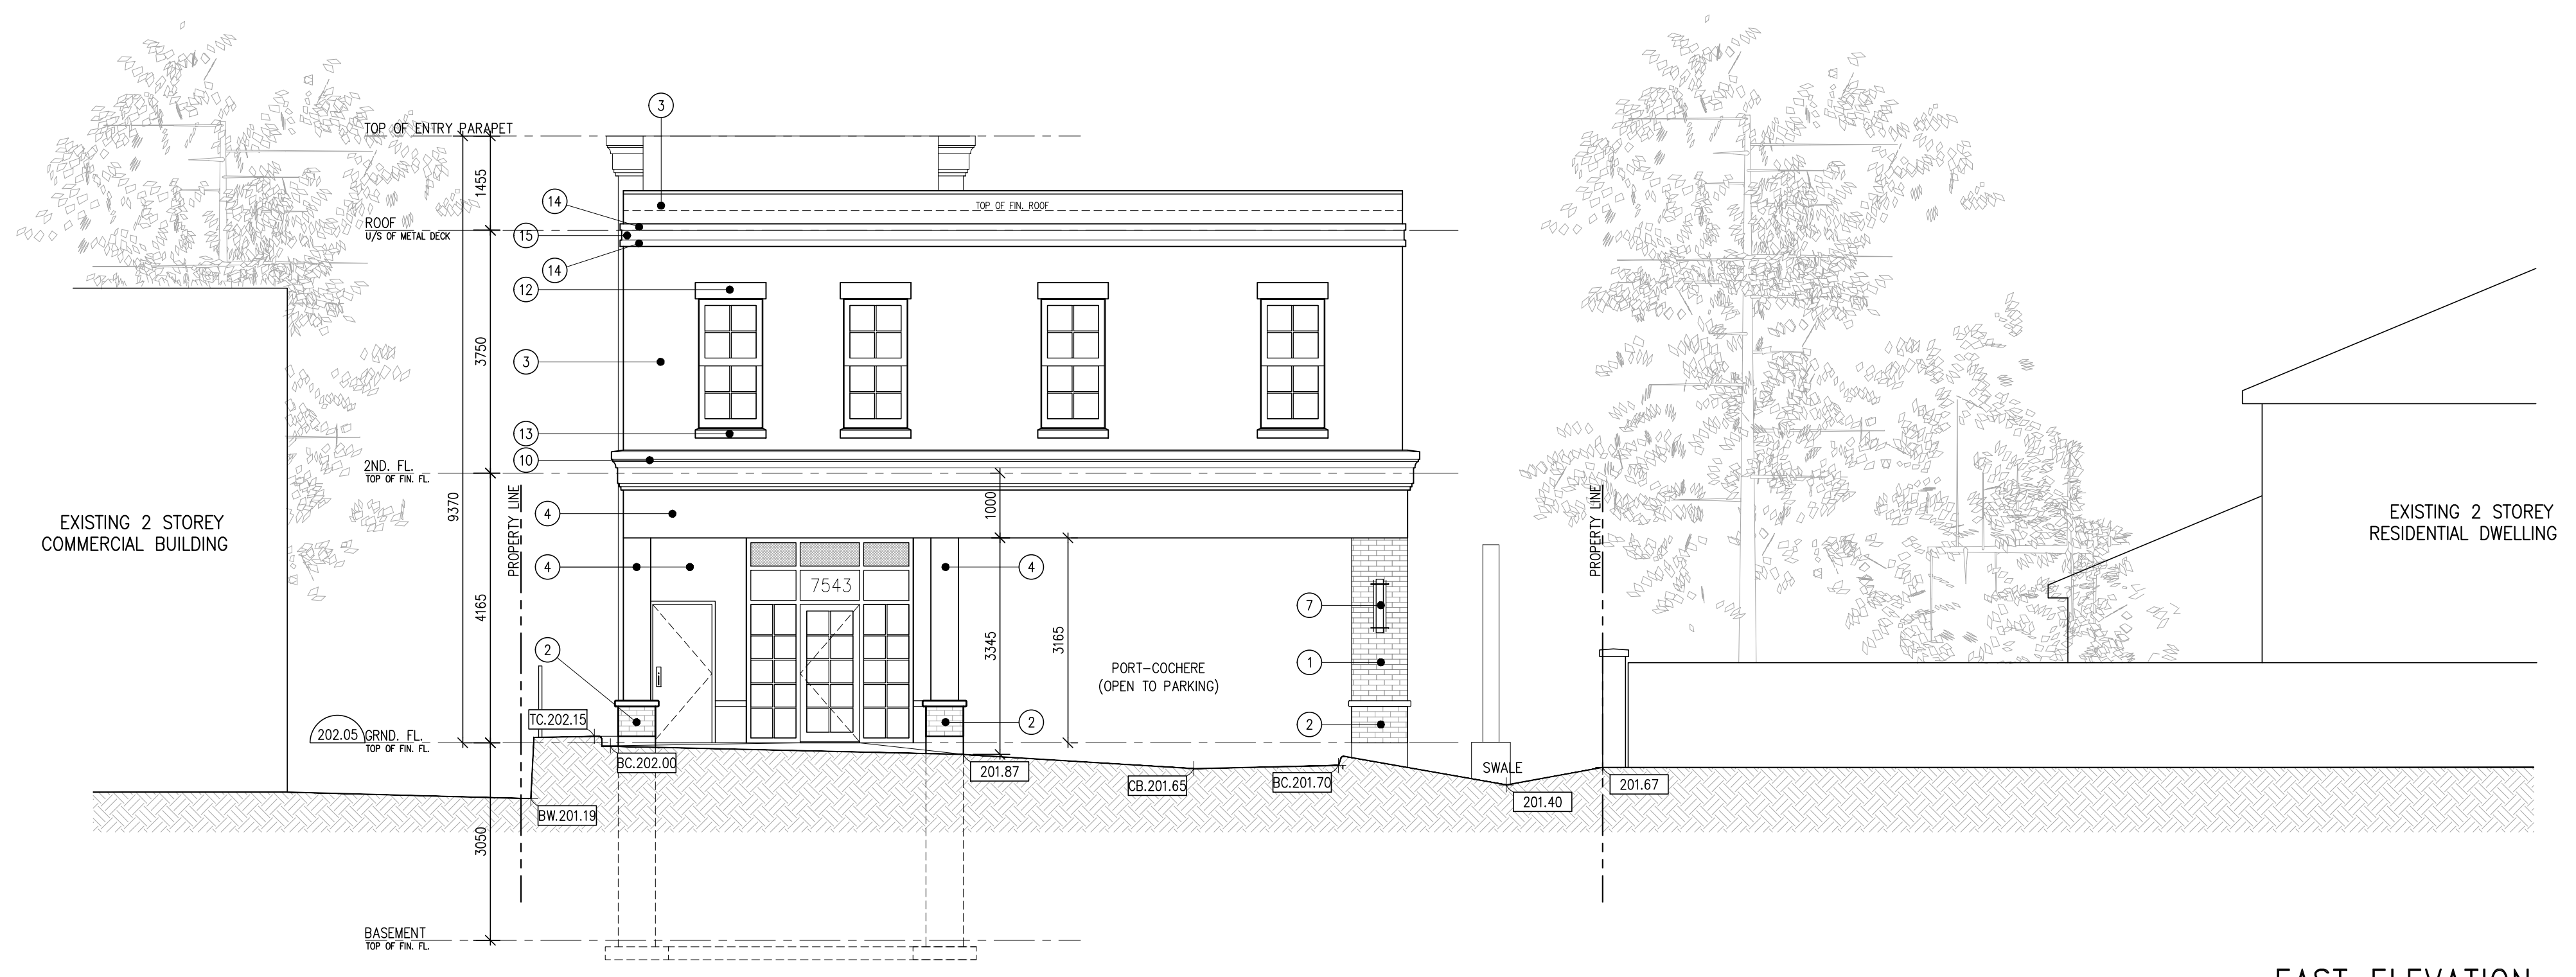 3
TOP OF ENTRY PARAPET
1455
14
TOP OF FIN. ROOF
ROOF
U/S OF METAL DECK
15
14
12
3750
3
13
10
2ND. FL.
TOP OF FIN. FL.
9370
PROPERTY LINE
1000
4
PROPERTY LINE
EXISTING 2 STOREY
COMMERCIAL BUILDING
EXISTING 2 STOREY
RESIDENTIAL DWELLING
4
4
7543
4165
7
2
3345
3165
1
PORT-COCHERE
(OPEN TO PARKING)
TC.202.15
2
2
202.05
GRND. FL.
TOP OF FIN. FL.
BC.202.00
201.87
CB.201.65
BC.201.70
SWALE
201.40
201.67
BW.201.19
3050
BASEMENT
TOP OF FIN. FL.
EAST ELEVATION